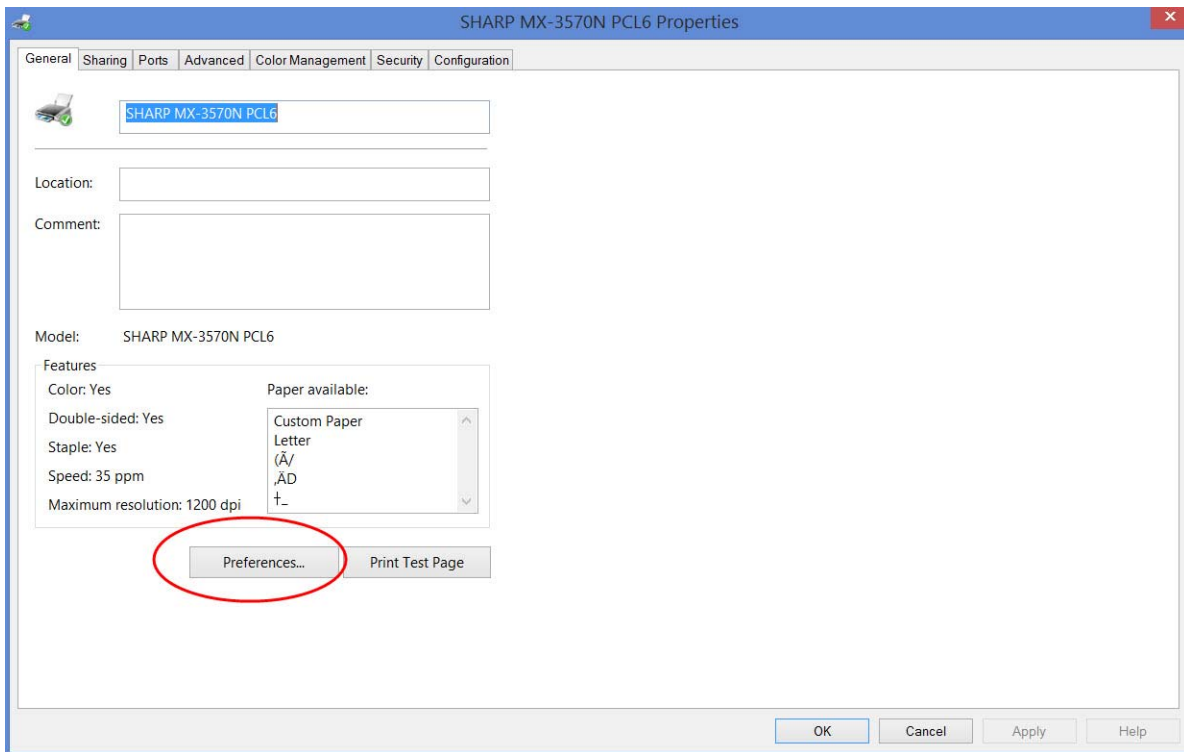 SHARP MX-3570N PCL6 Properties
General Sharing Ports Advanced Color Management Security Configuration
SHARP MX-3570N PCL6
Location:
Comment:
Model: SHARP MX-3570N PCL6
Features
Color: Yes
Double-sided: Yes
Staple: Yes
Speed: 35 ppm
Maximum resolution: 1200 dpi
Paper available:
Custom Paper
Letter
(Ã/
,ÃD
†_
Preferences...
Print Test Page
OK Cancel Apply Help